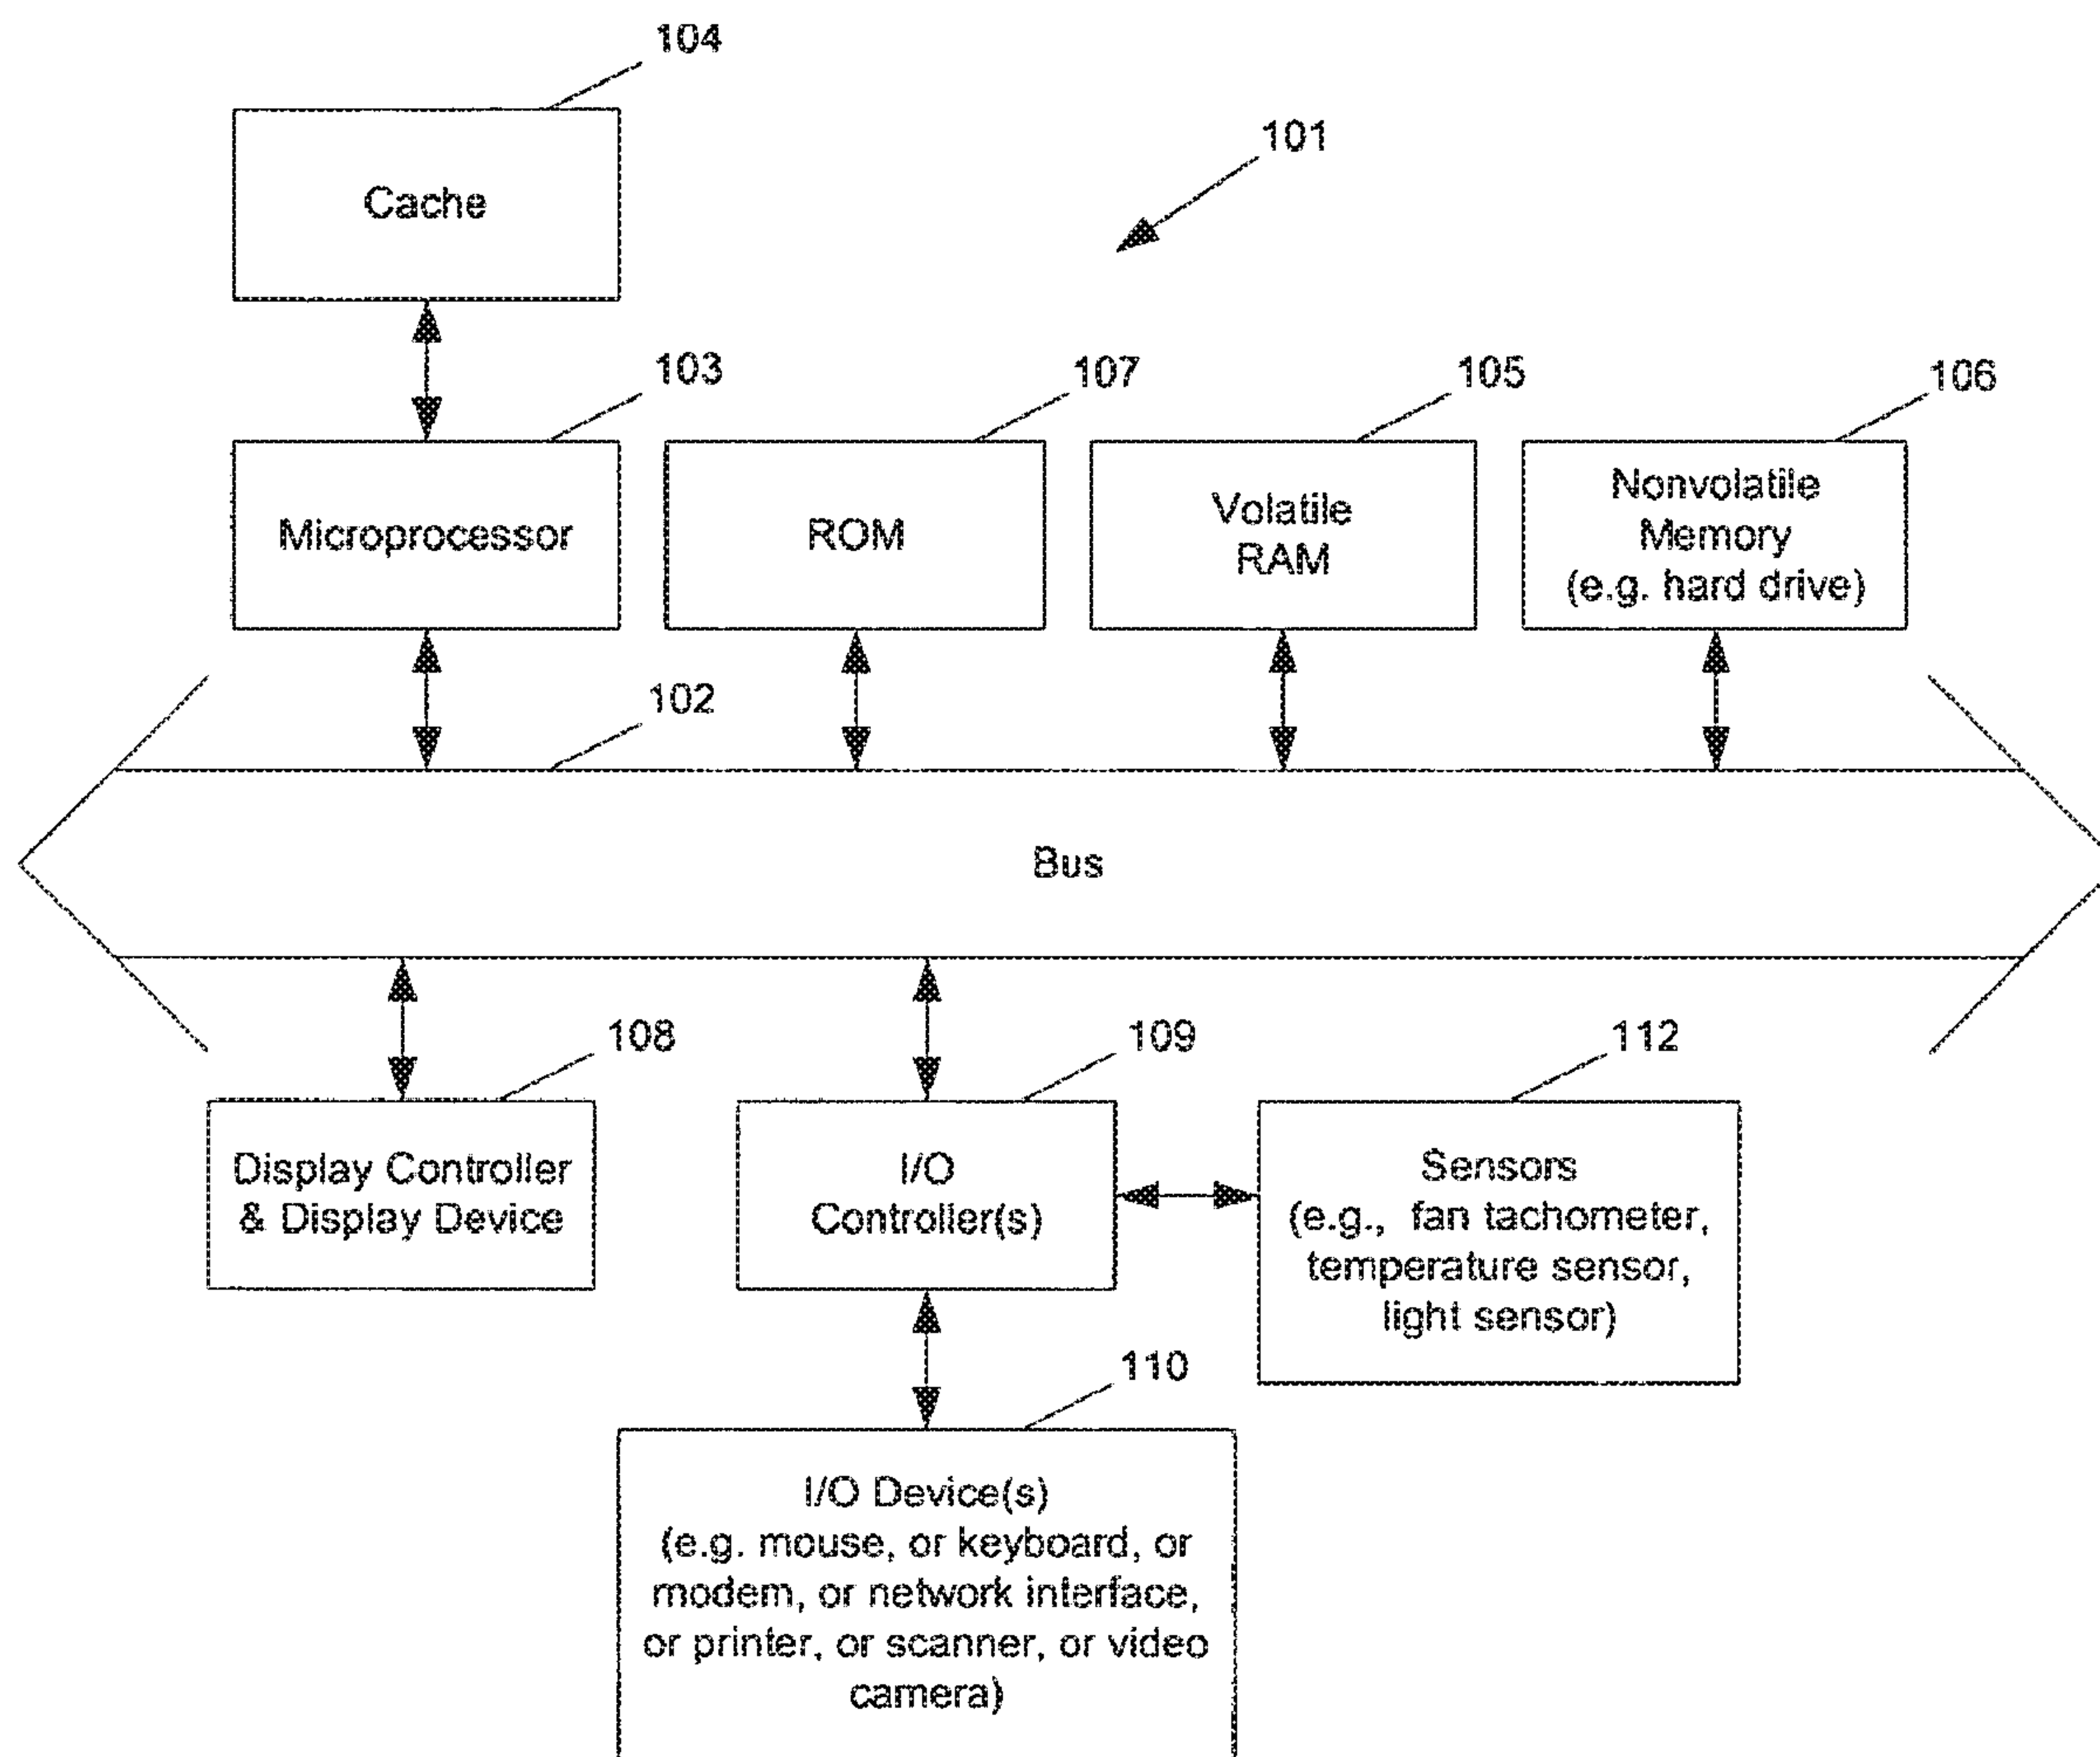 104
101
Cache
103
107
105
106
Microprocessor
ROM
Volatile
RAM
Nonvolatile
Memory
(e.g. hard drive)
102
Bus
108
109
112
Display Controller
& Display Device
I/O
Controller(s)
Sensors
(e.g., fan tachometer,
temperature sensor,
light sensor)
110
I/O Device(s)
(e.g. mouse, or keyboard, or
modem, or network interface,
or printer, or scanner, or video
camera)